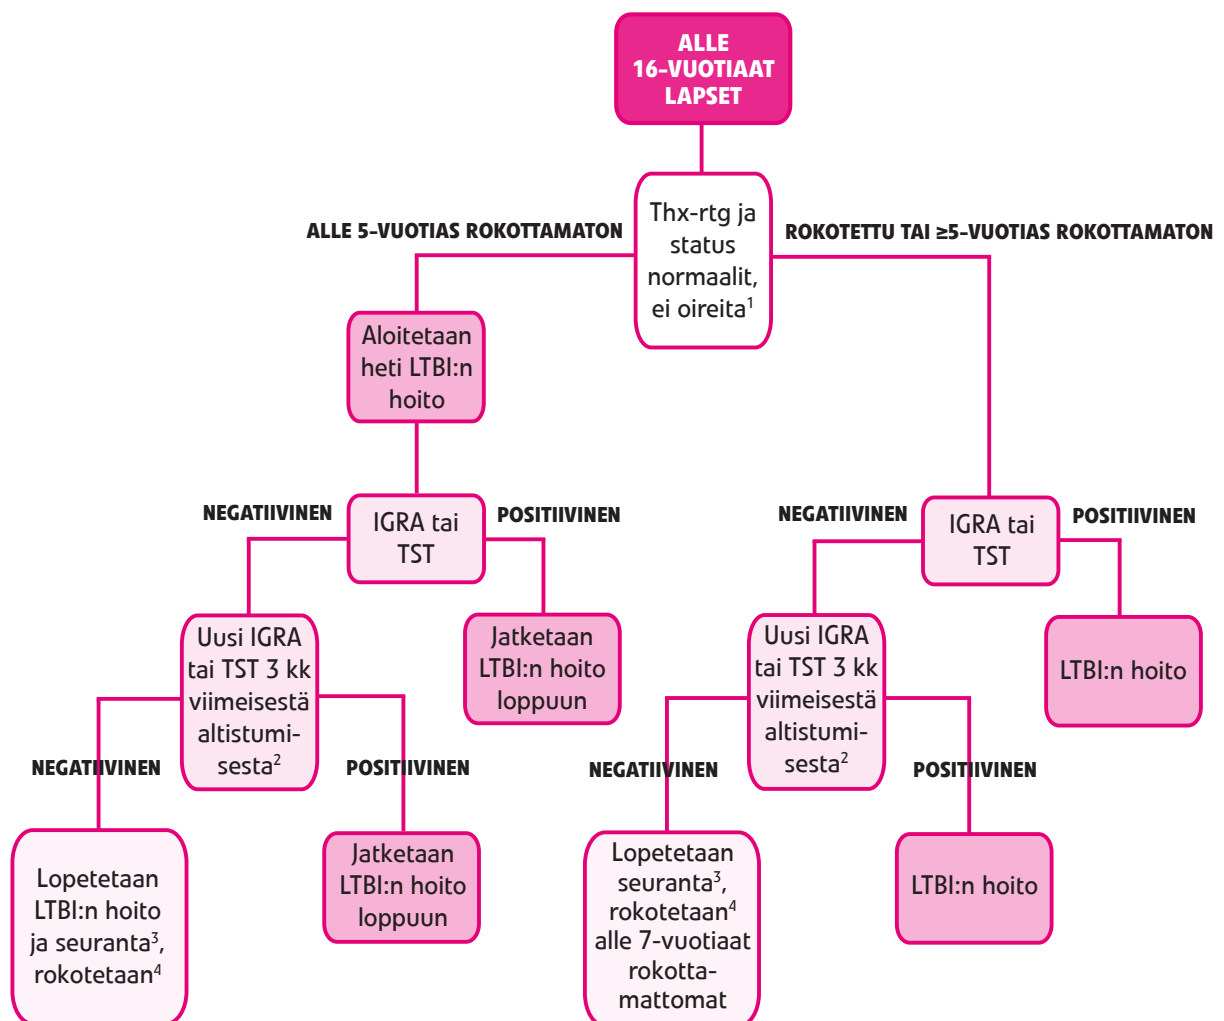 ALLE
16-VUOTIAAT
LAPSET
Thx-rtg ja
status
normaalit,
ei oireita¹
ALLE 5-VUOTIAS ROKOTTAMATON
ROKOTETTU TAI ≥5-VUOTIAS ROKOTTAMATON
Aloitetaan
heti LTBI:n
hoito
NEGATIIVINEN
IGRA tai
TST
POSITIIVINEN
NEGATIIVINEN
IGRA tai
TST
POSITIIVINEN
Uusi IGRA
tai TST 3 kk
viimeisestä
altistumi-
sesta²
Jatketaan
LTBI:n hoito
loppuun
Uusi IGRA
tai TST 3 kk
viimeisestä
altistumi-
sesta²
LTBI:n hoito
NEGATIIVINEN
POSITIIVINEN
NEGATIIVINEN
POSITIIVINEN
Lopetetaan
LTBI:n hoito
ja seuranta³,
rokotetaan⁴
Jatketaan
LTBI:n hoito
loppuun
Lopetetaan
seuranta³,
rokotetaan⁴
alle 7-vuotiaat
rokotta-
mattomat
LTBI:n hoito